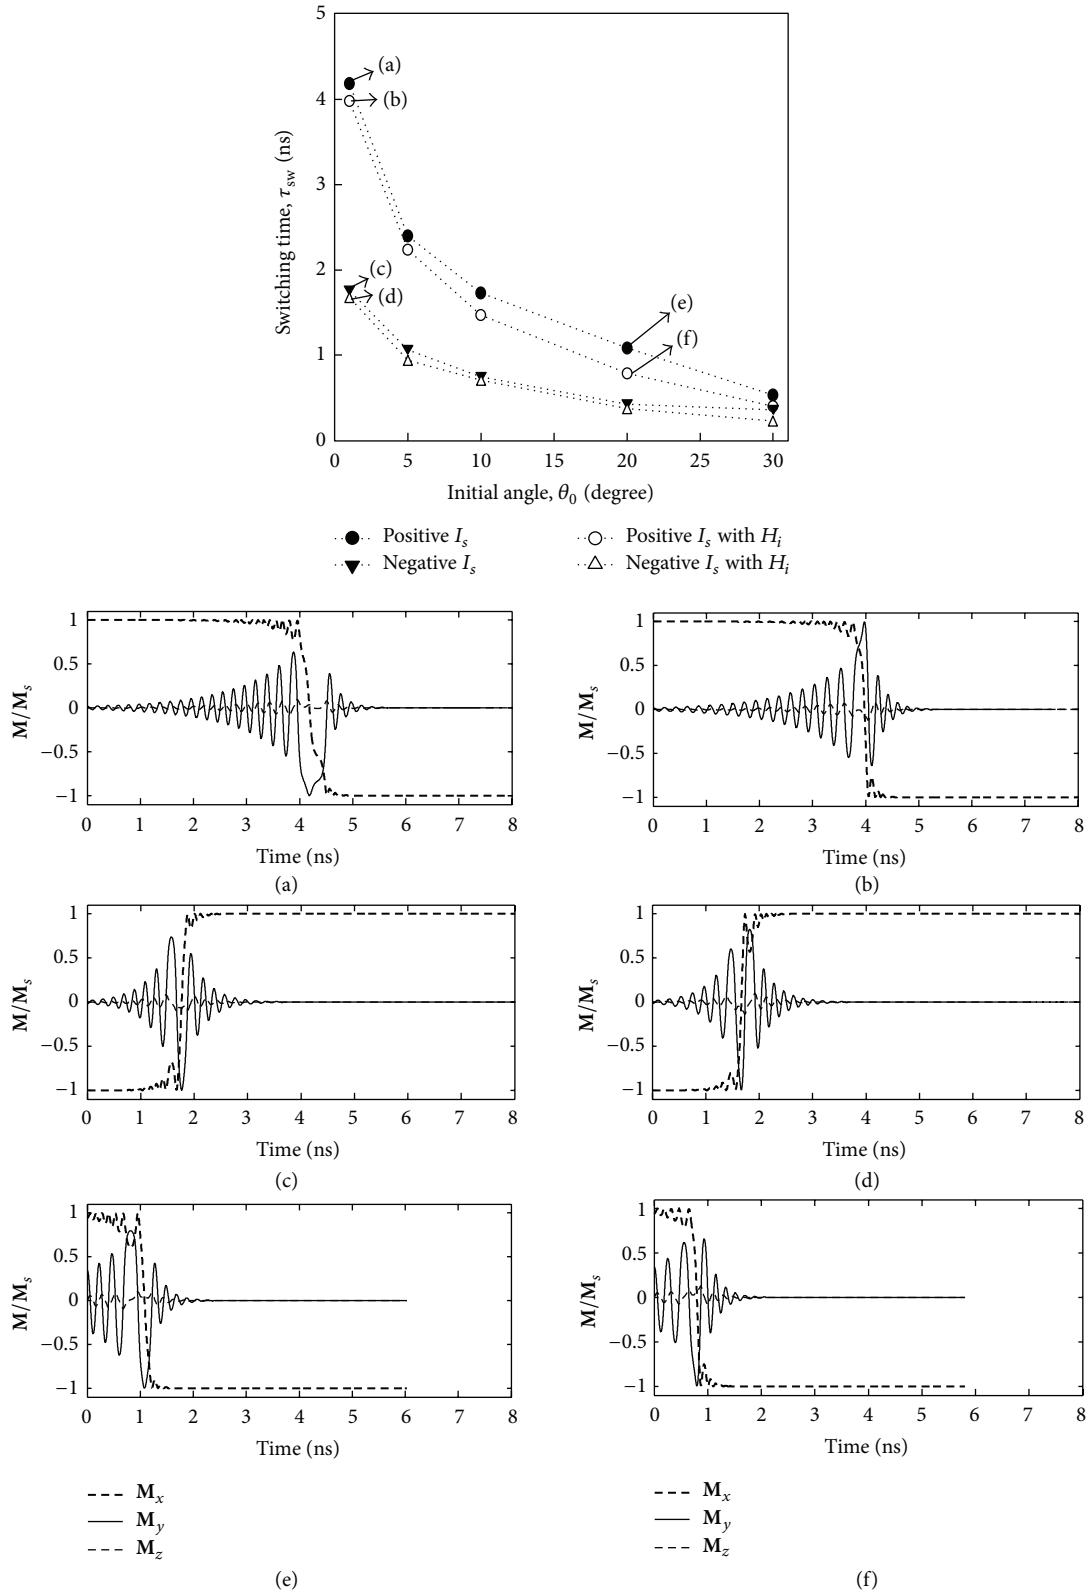 5
4
3
2
1
0
Switching time, τsw (ns)
(a)
(b)
(c)
(d)
(e)
(f)
0 5 10 15 20 25 30
Initial angle, θ0 (degree)
Positive Is
Positive Is with Hi
Negative Is
Negative Is with Hi
1
0.5
0
−0.5
−1
M/Ms
0 1 2 3 4 5 6 7 8
Time (ns)
(a)
1
0.5
0
−0.5
−1
M/Ms
0 1 2 3 4 5 6 7 8
Time (ns)
(b)
1
0.5
0
−0.5
−1
M/Ms
0 1 2 3 4 5 6 7 8
Time (ns)
(c)
1
0.5
0
−0.5
−1
M/Ms
0 1 2 3 4 5 6 7 8
Time (ns)
(d)
1
0.5
0
−0.5
−1
M/Ms
0 1 2 3 4 5 6 7 8
Time (ns)
Mx
My
Mz
(e)
1
0.5
0
−0.5
−1
M/Ms
0 1 2 3 4 5 6 7 8
Time (ns)
Mx
My
Mz
(f)